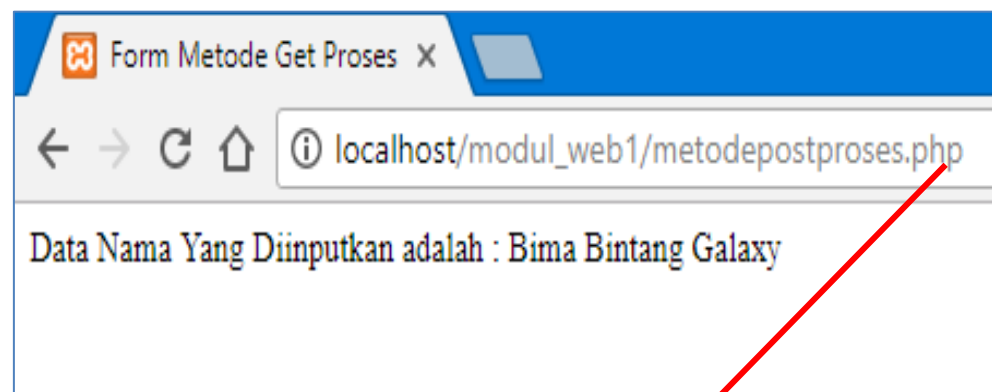 Form Metode Get Proses
localhost/modul_web1/metodepostproses.php
Data Nama Yang Diinputkan adalah : Bima Bintang Galaxy